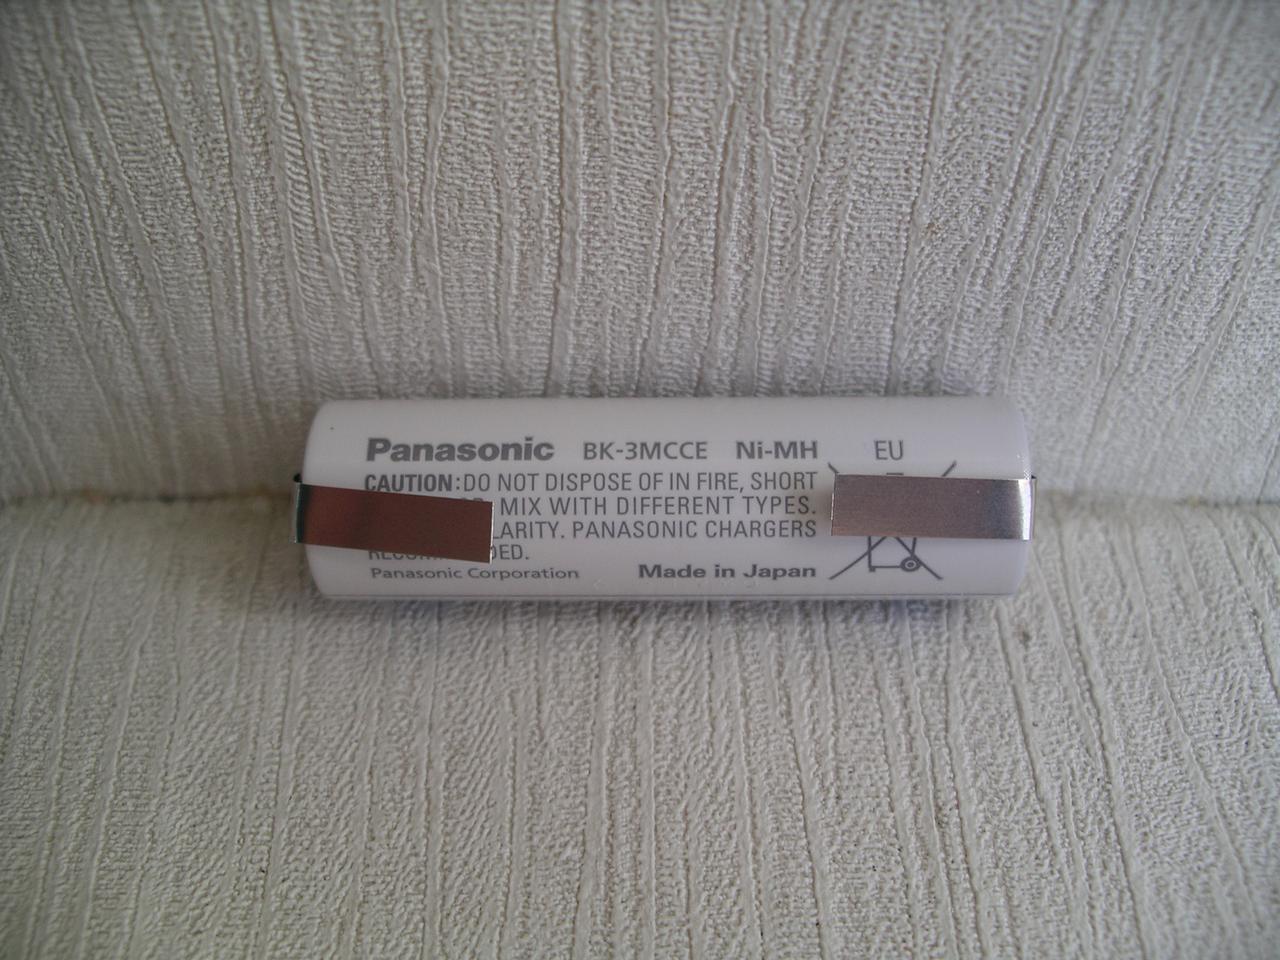 Panasonic BK-3MCCE Ni-MH EU
CAUTION: DO NOT DISPOSE OF IN FIRE, SHORT
MIX WITH DIFFERENT TYPES.
PANASONIC CHARGERS
Panasonic Corporation Made in Japan